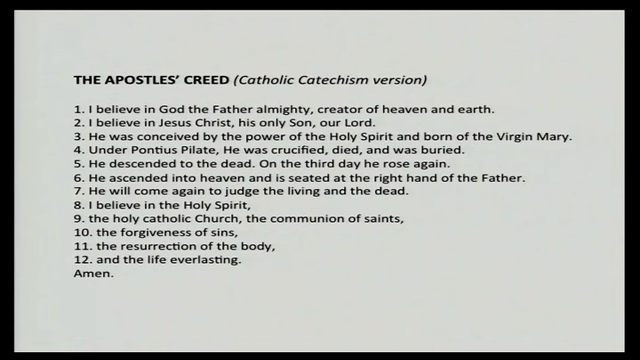 THE APOSTLES' CREED (Catholic Catechism version)
1. I believe in God the Father almighty, creator of heaven and earth.
2. I believe in Jesus Christ, his only Son, our Lord.
3. He was conceived by the power of the Holy Spirit and born of the Virgin Mary.
4. Under Pontius Pilate, He was crucified, died, and was buried.
5. He descended to the dead. On the third day he rose again.
6. He ascended into heaven and is seated at the right hand of the Father.
7. He will come again to judge the living and the dead.
8. I believe in the Holy Spirit,
9. the holy catholic Church, the communion of saints,
10. the forgiveness of sins,
11. the resurrection of the body,
12. and the life everlasting.
Amen.